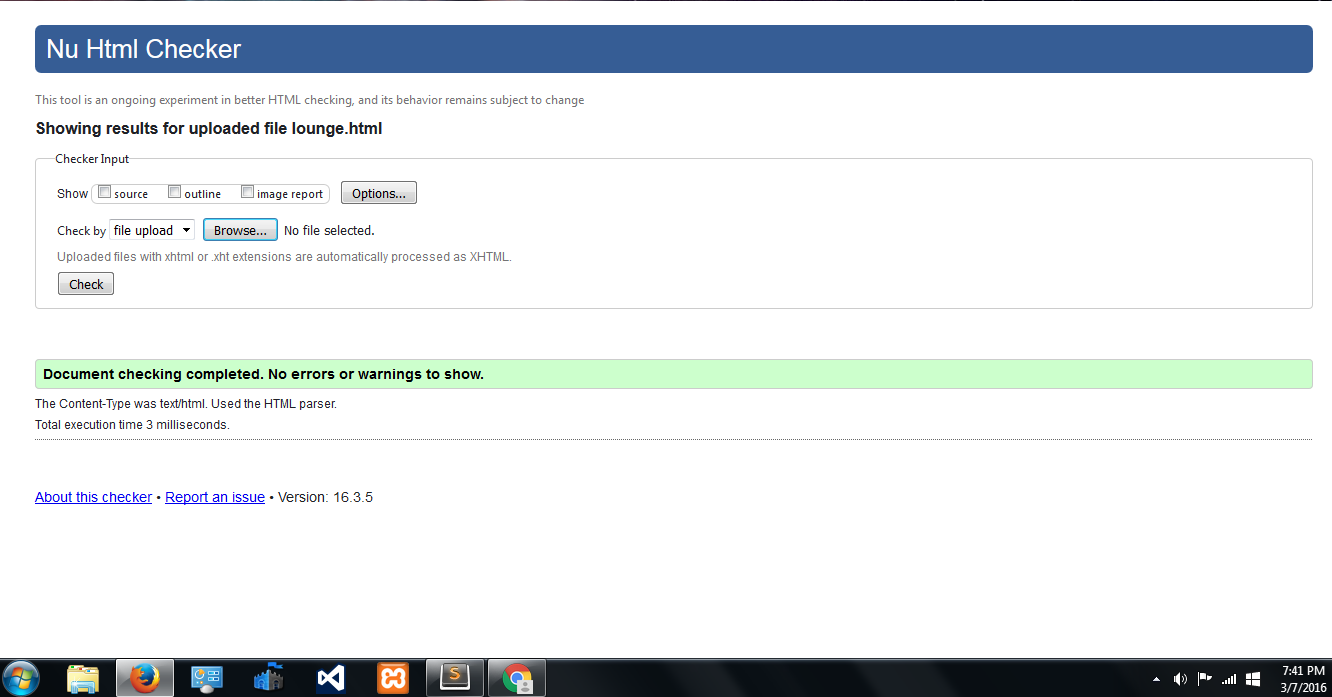 Nu Html Checker
This tool is an ongoing experiment in better HTML checking, and its behavior remains subject to change
Showing results for uploaded file lounge.html
Checker Input
Show source outline image report Options...
Check by file upload Browse... No file selected.
Uploaded files with xhtml or .xht extensions are automatically processed as XHTML.
Check
Document checking completed. No errors or warnings to show.
The Content-Type was text/html. Used the HTML parser.
Total execution time 3 milliseconds.
About this checker • Report an issue • Version: 16.3.5
S
7:41 PM
3/7/2016